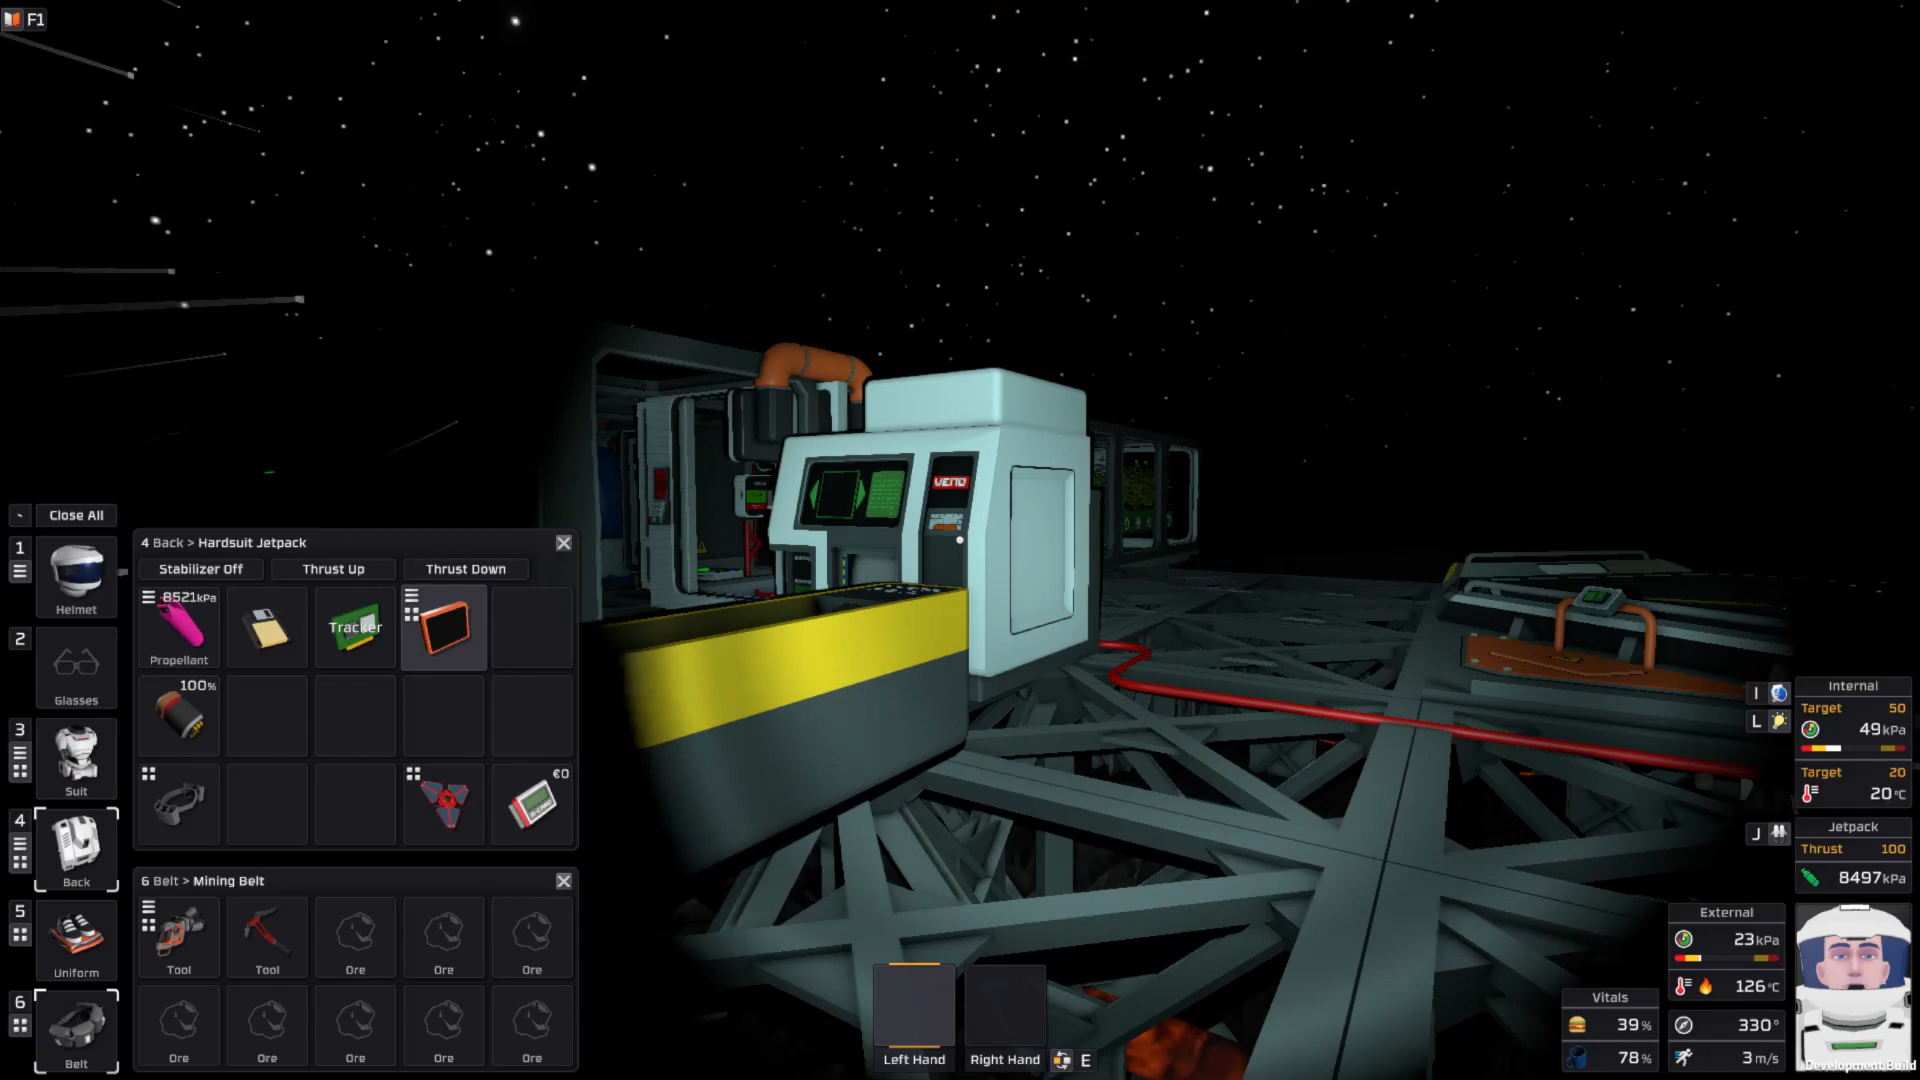 F1
~ Close All
1
Helmet
2
Glasses
3
Suit
4
Back
5
Uniform
6
Belt
4 Back > Hardsuit Jetpack
Stabilizer Off Thrust Up Thrust Down
8521kPa
Propellant
Tracker
100%
€0
6 Belt > Mining Belt
Tool Tool Ore Ore Ore
Ore Ore Ore Ore Ore
VEND
Left Hand Right Hand E
I
L
Internal
Target 50
49kPa
Target 20
20°C
J
Jetpack
Thrust 100
8497kPa
External
23kPa
126°C
330°
3m/s
Vitals
39%
78%
Development Build